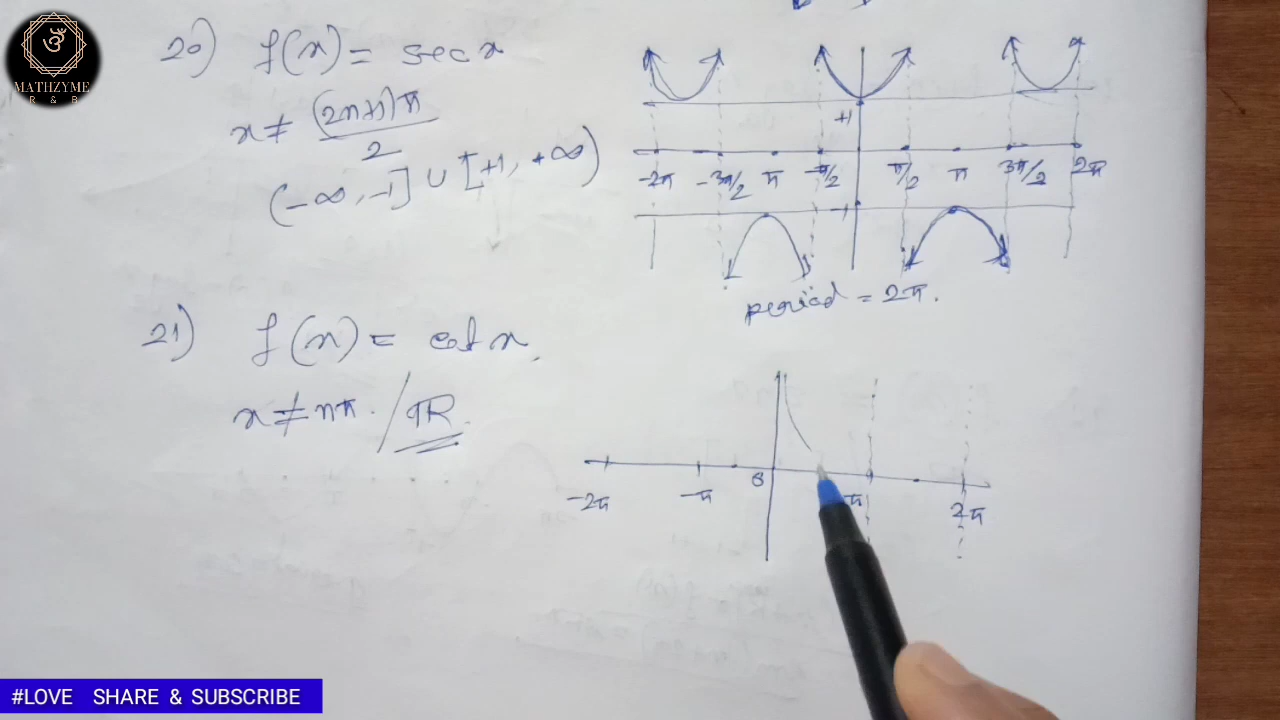 ॐ
MATHZYME
R & B
20) f(x) = sec x
x ≠ (2n+1)π/2
(-∞, -1] ∪ [+1, +∞)
+1
-2π -3π/2 π -π/2 π/2 π 3π/2 2π
-1
period = 2π.
21) f(x) = cot x.
x ≠ nπ. / ℝ
-2π -π 0 π 2π
#LOVE SHARE & SUBSCRIBE